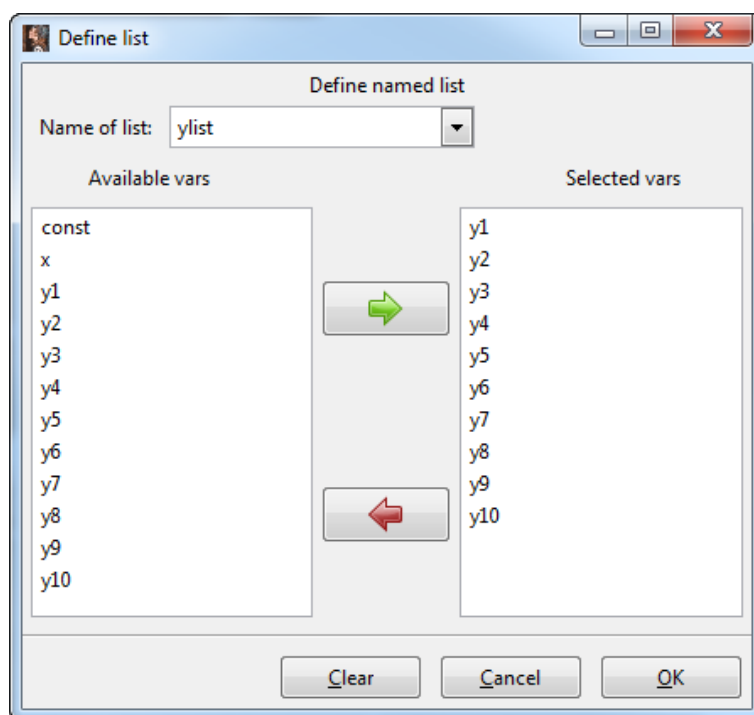 Define list
Define named list
Name of list: ylist
Available vars
const
x
y1
y2
y3
y4
y5
y6
y7
y8
y9
y10
Selected vars
y1
y2
y3
y4
y5
y6
y7
y8
y9
y10
Clear Cancel OK